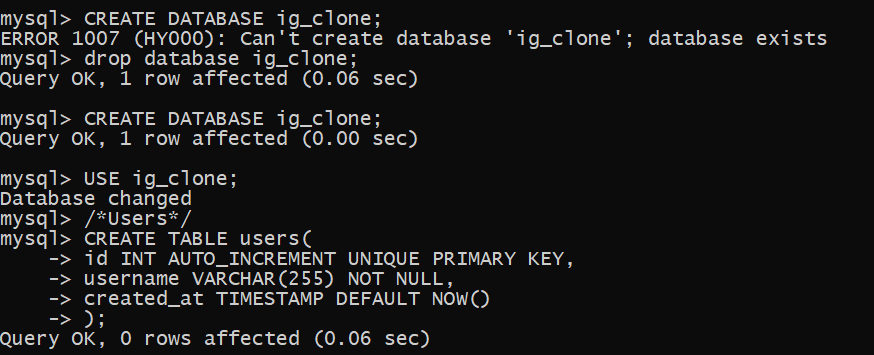 mysql> CREATE DATABASE ig_clone;
ERROR 1007 (HY000): Can't create database 'ig_clone'; database exists
mysql> drop database ig_clone;
Query OK, 1 row affected (0.06 sec)
mysql> CREATE DATABASE ig_clone;
Query OK, 1 row affected (0.00 sec)
mysql> USE ig_clone;
Database changed
mysql> /*Users*/
mysql> CREATE TABLE users(
    -> id INT AUTO_INCREMENT UNIQUE PRIMARY KEY,
    -> username VARCHAR(255) NOT NULL,
    -> created_at TIMESTAMP DEFAULT NOW()
    -> );
Query OK, 0 rows affected (0.06 sec)